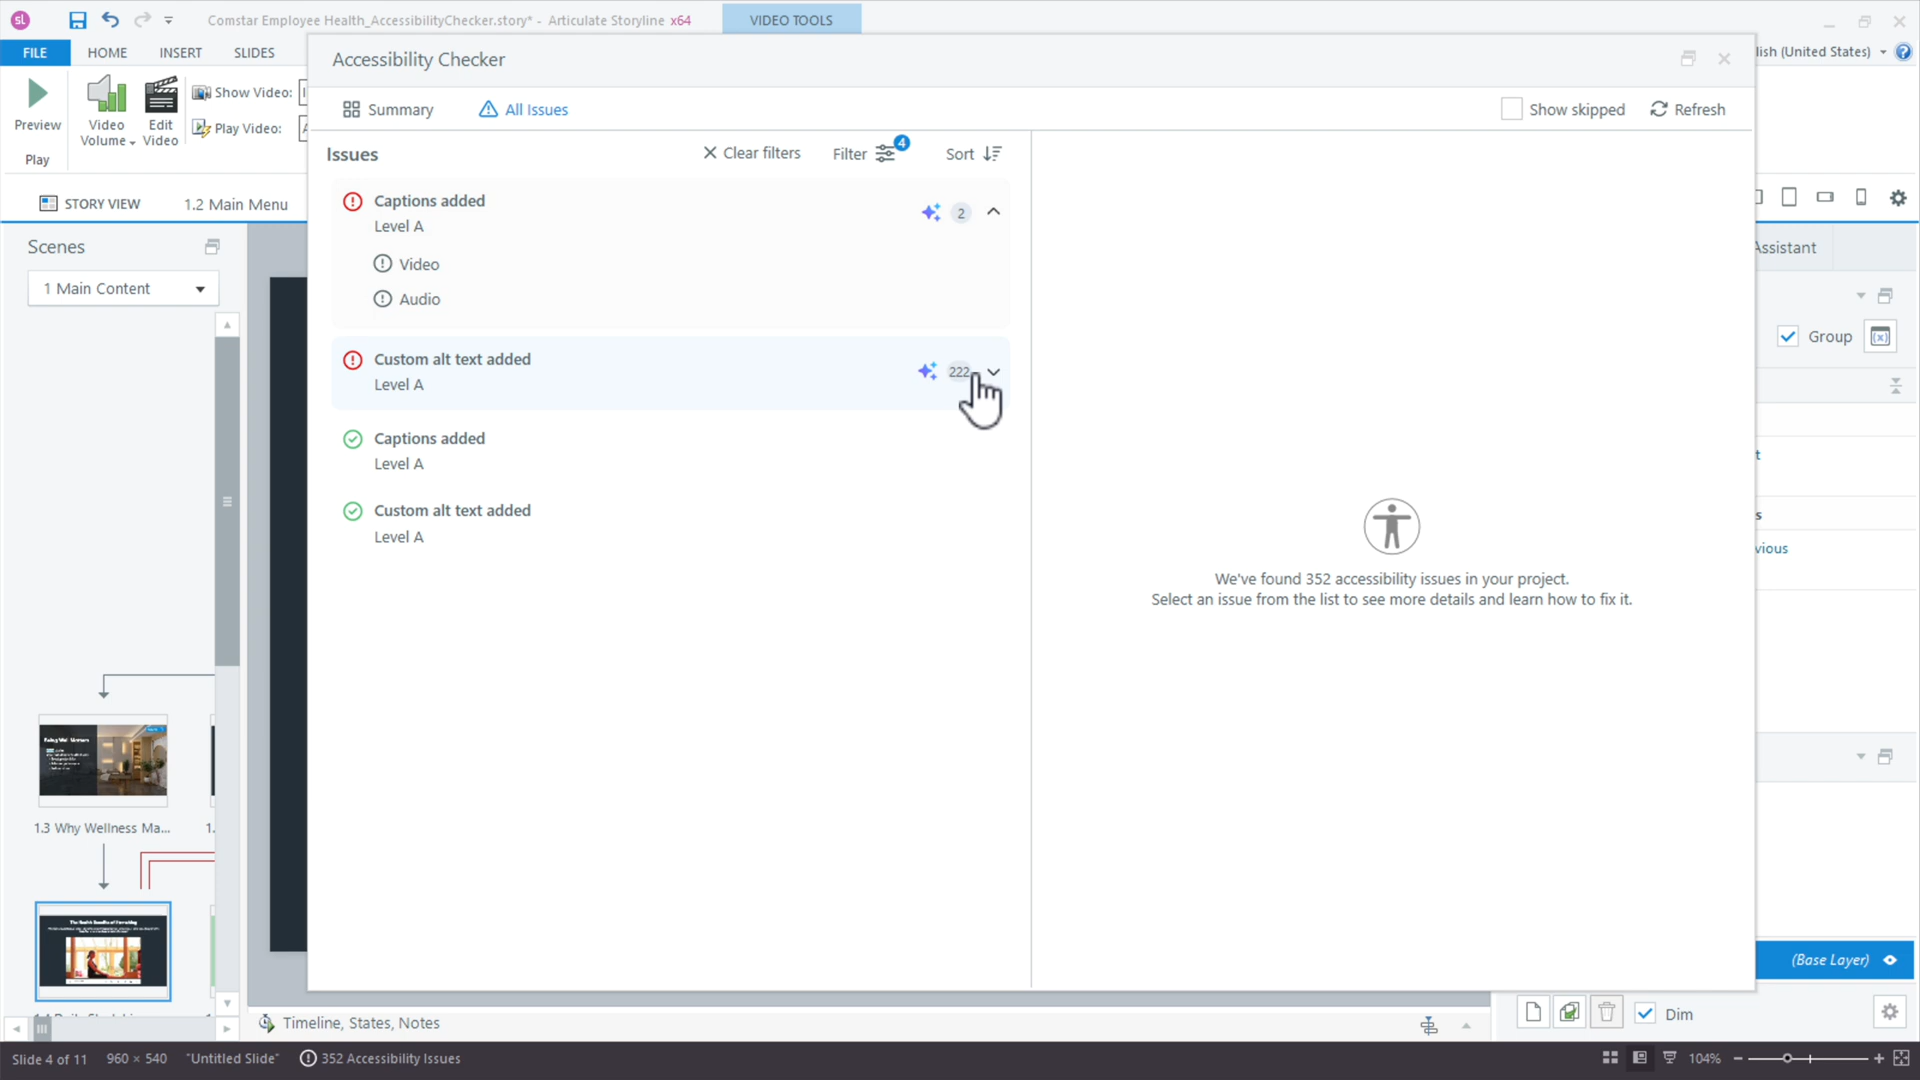 sL
Comstar Employee Health_AccessibilityChecker.story* - Articulate Storyline x64
VIDEO TOOLS
FILE
HOME
INSERT
SLIDES
lish (United States)
Preview
Video
Volume
Edit
Video
Show Video:
Play Video:
Play
Accessibility Checker
Summary
All Issues
Show skipped
Refresh
Issues
Clear filters
Filter
4
Sort
Captions added
Level A
2
Video
Audio
Custom alt text added
Level A
222
Captions added
Level A
Custom alt text added
Level A
We've found 352 accessibility issues in your project.
Select an issue from the list to see more details and learn how to fix it.
STORY VIEW
1.2 Main Menu
Scenes
1 Main Content
1.3 Why Wellness Ma...
1.
Assistant
Group
(x)
t
s
vious
(Base Layer)
Dim
Timeline, States, Notes
Slide 4 of 11
960 × 540
"Untitled Slide"
352 Accessibility Issues
104%